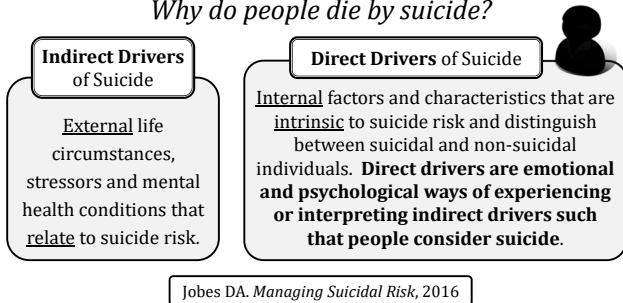 Why do people die by suicide?
Indirect Drivers
of Suicide
External life
circumstances,
stressors and mental
health conditions that
relate to suicide risk.
Direct Drivers of Suicide
Internal factors and characteristics that are
intrinsic to suicide risk and distinguish
between suicidal and non-suicidal
individuals. Direct drivers are emotional
and psychological ways of experiencing
or interpreting indirect drivers such
that people consider suicide.
Jobes DA. Managing Suicidal Risk, 2016